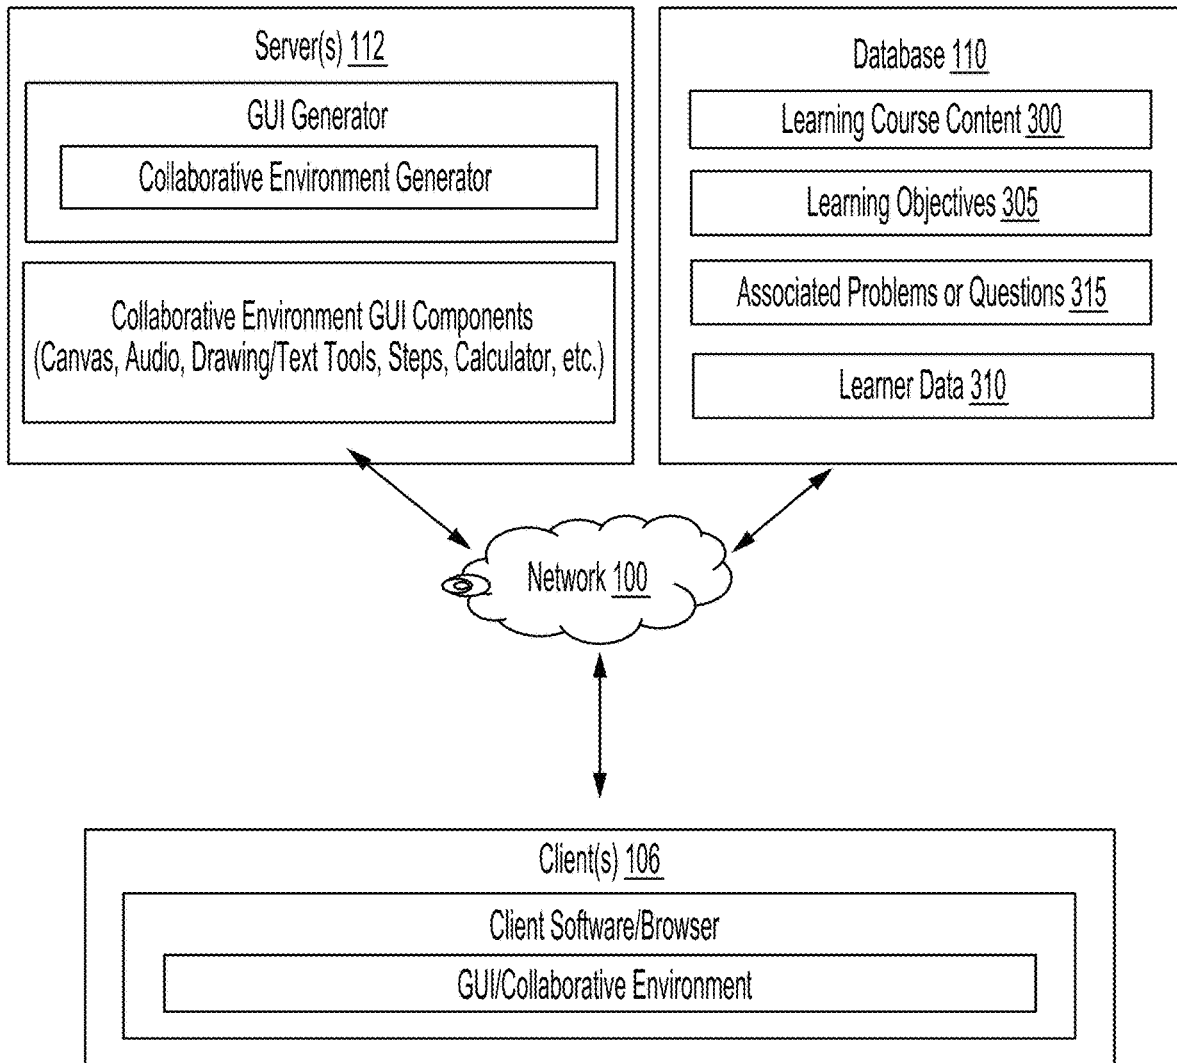 Server(s) 112
GUI Generator
Collaborative Environment Generator
Collaborative Environment GUI Components
(Canvas, Audio, Drawing/Text Tools, Steps, Calculator, etc.)
Database 110
Learning Course Content 300
Learning Objectives 305
Associated Problems or Questions 315
Learner Data 310
Network 100
Client(s) 106
Client Software/Browser
GUI/Collaborative Environment